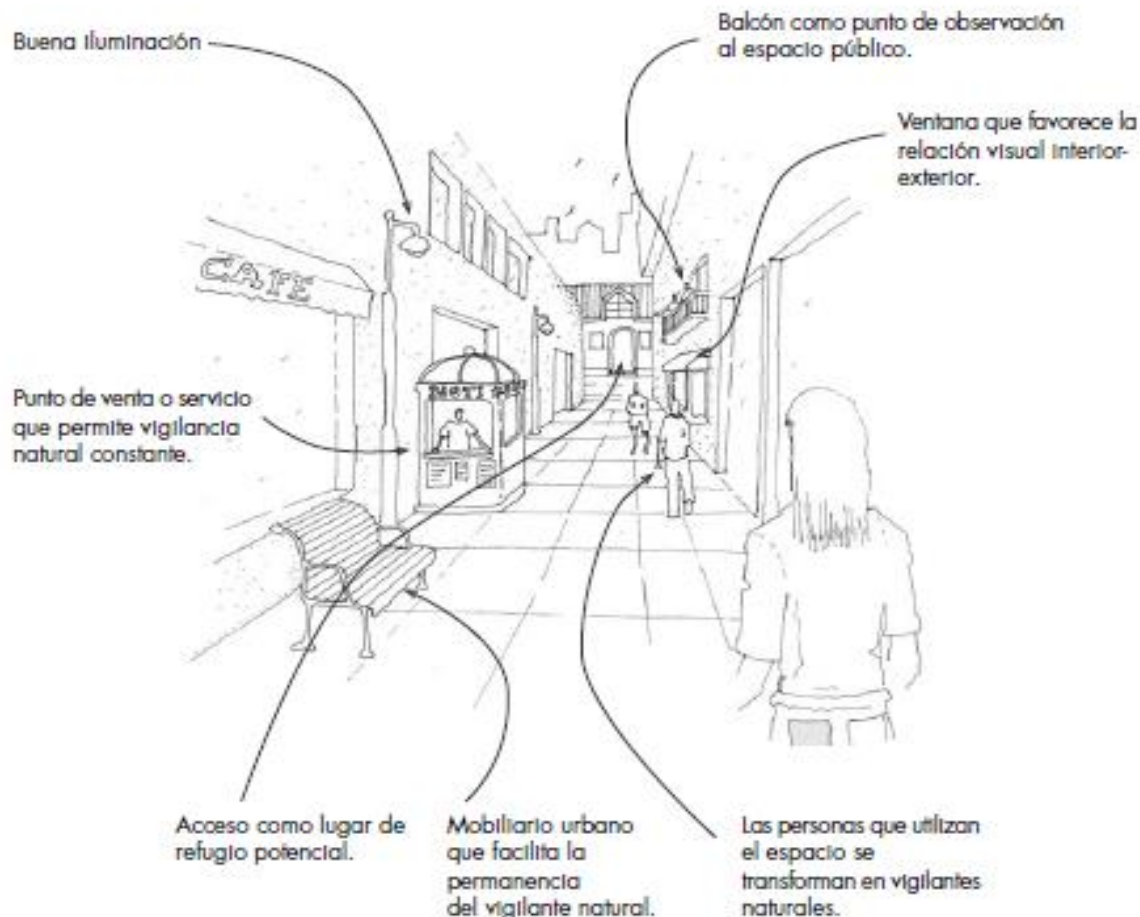 Buena iluminación
Balcón como punto de observación
al espacio público.
Ventana que favorece la
relación visual interior-
exterior.
CAFE
Punto de venta o servicio
que permite vigilancia
natural constante.
Acceso como lugar de
refugio potencial.
Mobiliario urbano
que facilita la
permanencia
del vigilante natural.
Las personas que utilizan
el espacio se
transforman en vigilantes
naturales.